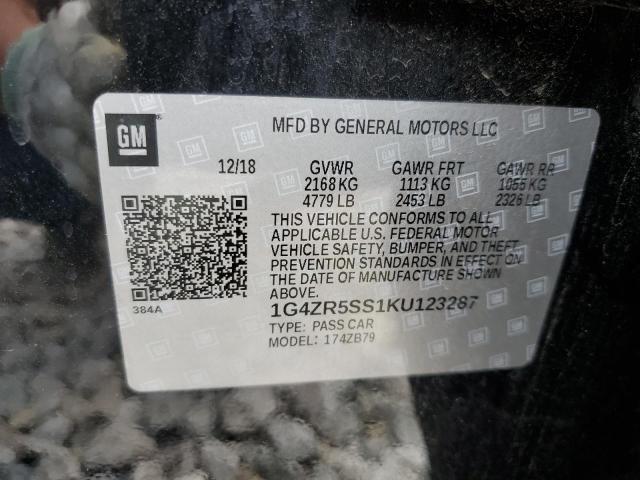 GM
MFD BY GENERAL MOTORS LLC
12/18 GVWR GAWR FRT GAWR RR
2168 KG 1113 KG 1055 KG
4779 LB 2453 LB 2326 LB
THIS VEHICLE CONFORMS TO ALL
APPLICABLE U.S. FEDERAL MOTOR
VEHICLE SAFETY, BUMPER, AND THEFT
PREVENTION STANDARDS IN EFFECT ON
THE DATE OF MANUFACTURE SHOWN
ABOVE.
384A
1G4ZR5SS1KU123287
TYPE: PASS CAR
MODEL: 174ZB79